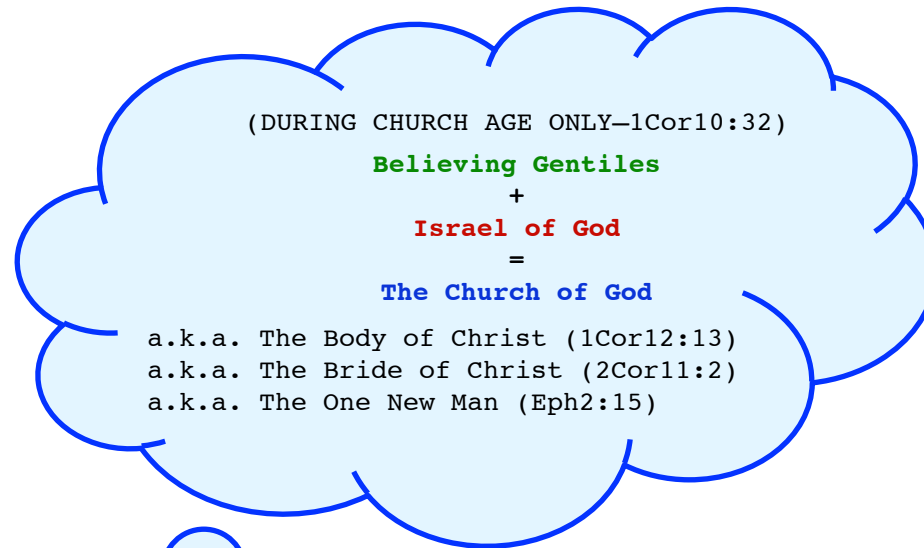 (DURING CHURCH AGE ONLY—1Cor10:32)
Believing Gentiles
+
Israel of God
=
The Church of God
a.k.a. The Body of Christ (1Cor12:13)
a.k.a. The Bride of Christ (2Cor11:2)
a.k.a. The One New Man (Eph2:15)